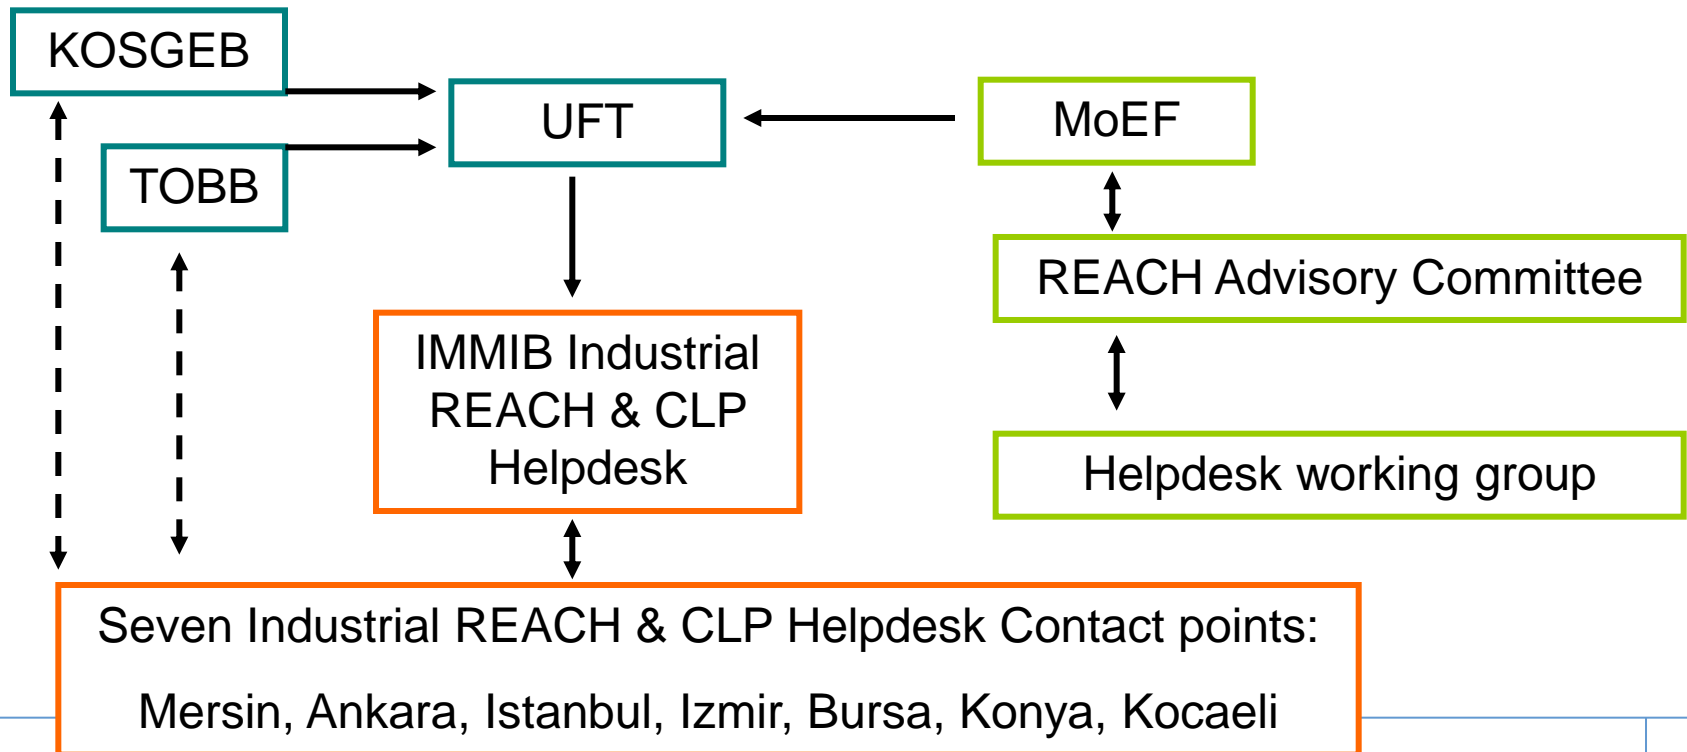 KOSGEB
UFT
MoEF
TOBB
REACH Advisory Committee
IMMIB Industrial
REACH & CLP
Helpdesk
Helpdesk working group
Seven Industrial REACH & CLP Helpdesk Contact points:
Mersin, Ankara, Istanbul, Izmir, Bursa, Konya, Kocaeli